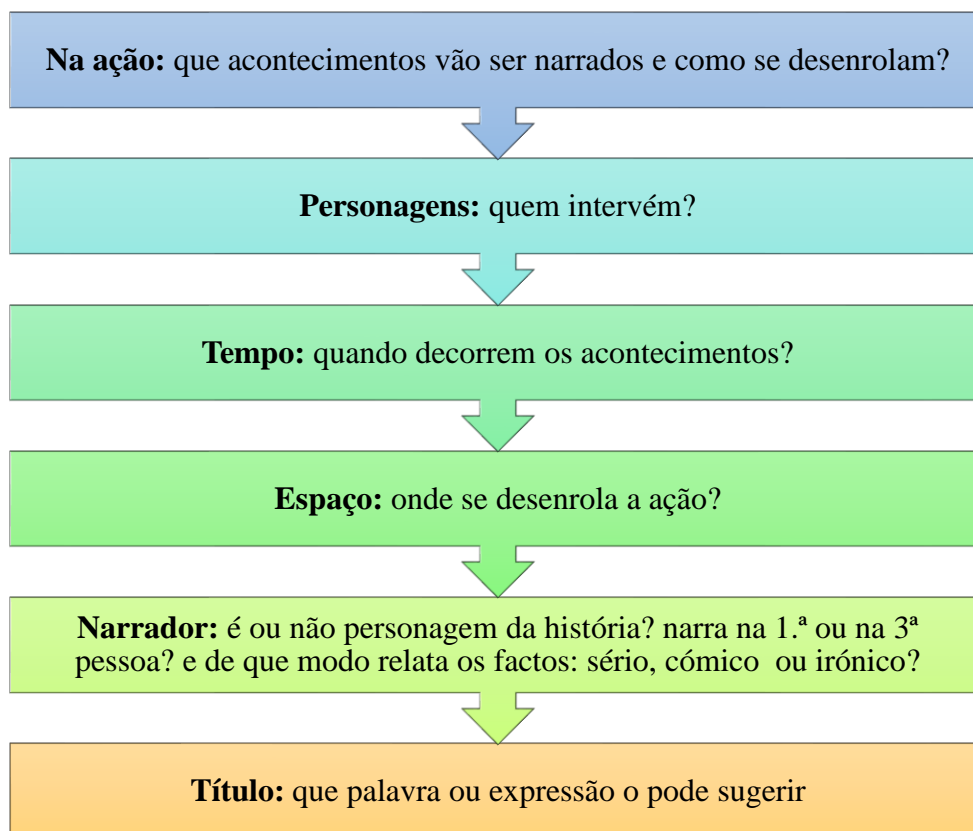 Na ação: que acontecimentos vão ser narrados e como se desenrolam?
Personagens: quem intervém?
Tempo: quando decorrem os acontecimentos?
Espaço: onde se desenrola a ação?
Narrador: é ou não personagem da história? narra na 1.ª ou na 3ª
pessoa? e de que modo relata os factos: sério, cómico ou irónico?
Título: que palavra ou expressão o pode sugerir